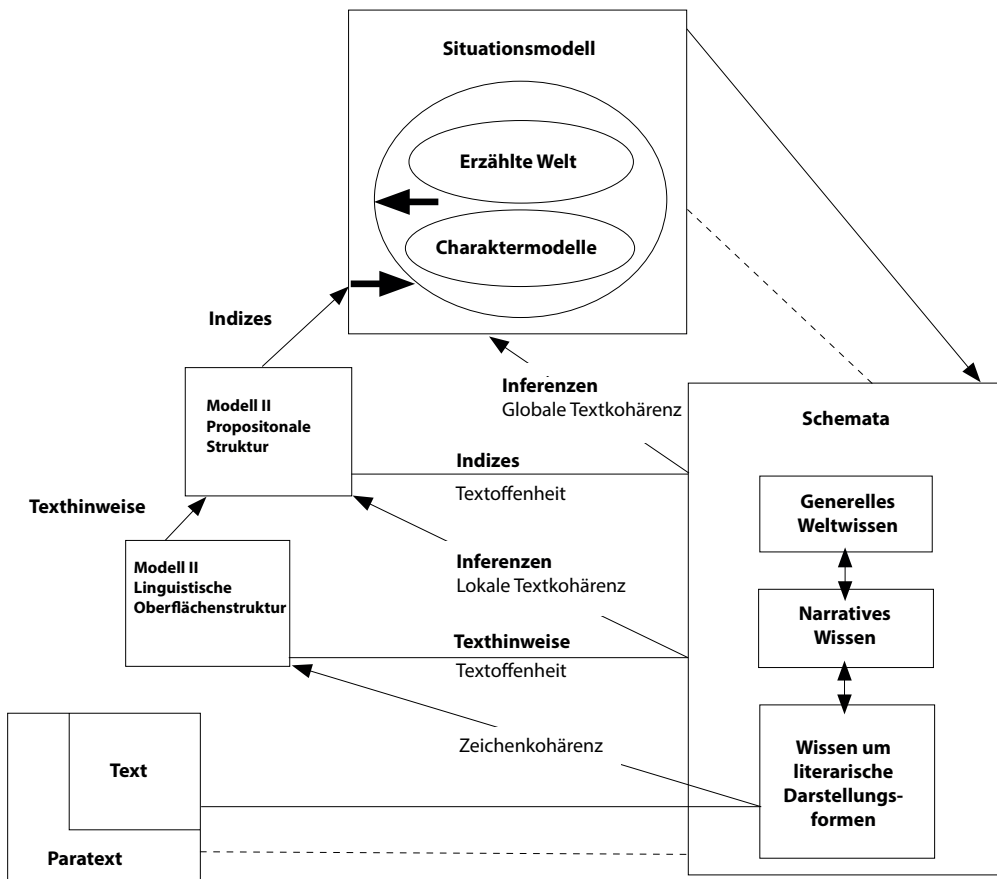 Situationsmodell
Erzählte Welt
Charaktermodelle
Indizes
Inferenzen
Globale Textkohärenz
Modell II
Propositonale
Struktur
Schemata
Indizes
Textoffenheit
Texthinweise
Generelles
Weltwissen
Modell II
Linguistische
Oberflächenstruktur
Inferenzen
Lokale Textkohärenz
Narratives
Wissen
Texthinweise
Textoffenheit
Zeichenkohärenz
Wissen um
literarische
Darstellungs-
formen
Text
Paratext